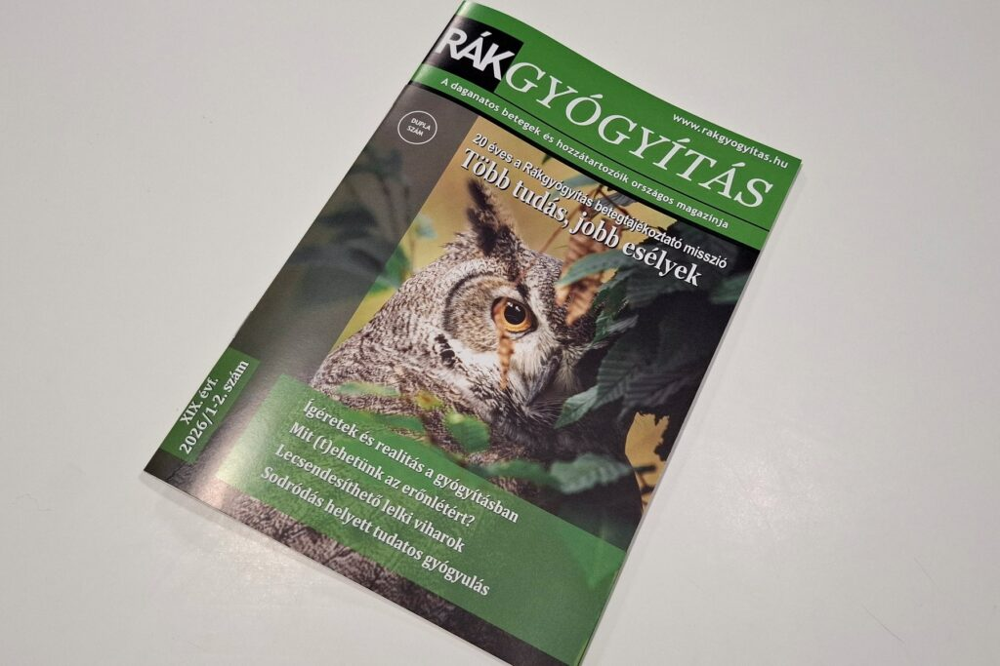 RÁKGYÓGYÍTÁS
www.rakgyogyitas.hu
A daganatos betegek és hozzátartozóik országos magazinja
DUPLA
SZÁM
20 éves a Rákgyógyítás betegtájékoztató misszió
Több tudás, jobb esélyek
XIX. évf.
2026/1-2. szám
Ígéretek és realitás a gyógyításban
Mit (t)ehetünk az erőnlétért?
Lecsendesíthető lelki viharok
Sodródás helyett tudatos gyógyulás